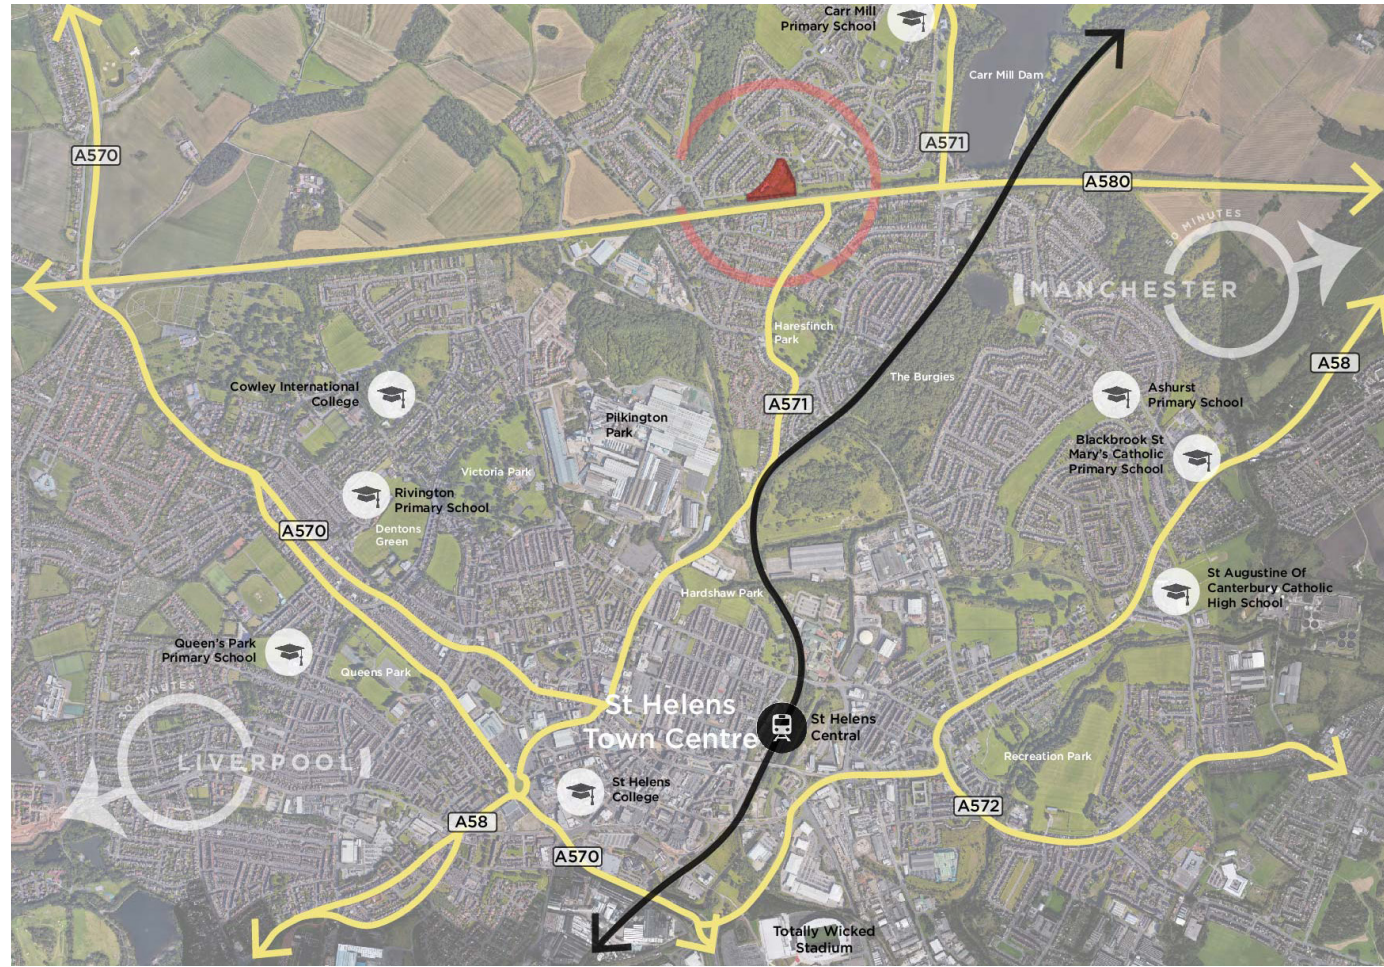 Carr Mill
Primary School
Carr Mill Dam
A570
A571
A580
30 MINUTES
MANCHESTER
Haresfinch
Park
A58
The Burgies
Cowley International
College
A571
Ashurst
Primary School
Pilkington
Park
Blackbrook St
Mary's Catholic
Primary School
Victoria Park
Rivington
Primary School
A570
Dentons
Green
St Augustine Of
Canterbury Catholic
High School
Hardshaw Park
Queen's Park
Primary School
Queens Park
MINUTES
St Helens
Town Centre
St Helens
Central
LIVERPOOL
Recreation Park
St Helens
College
A572
A58
A570
Totally Wicked
Stadium